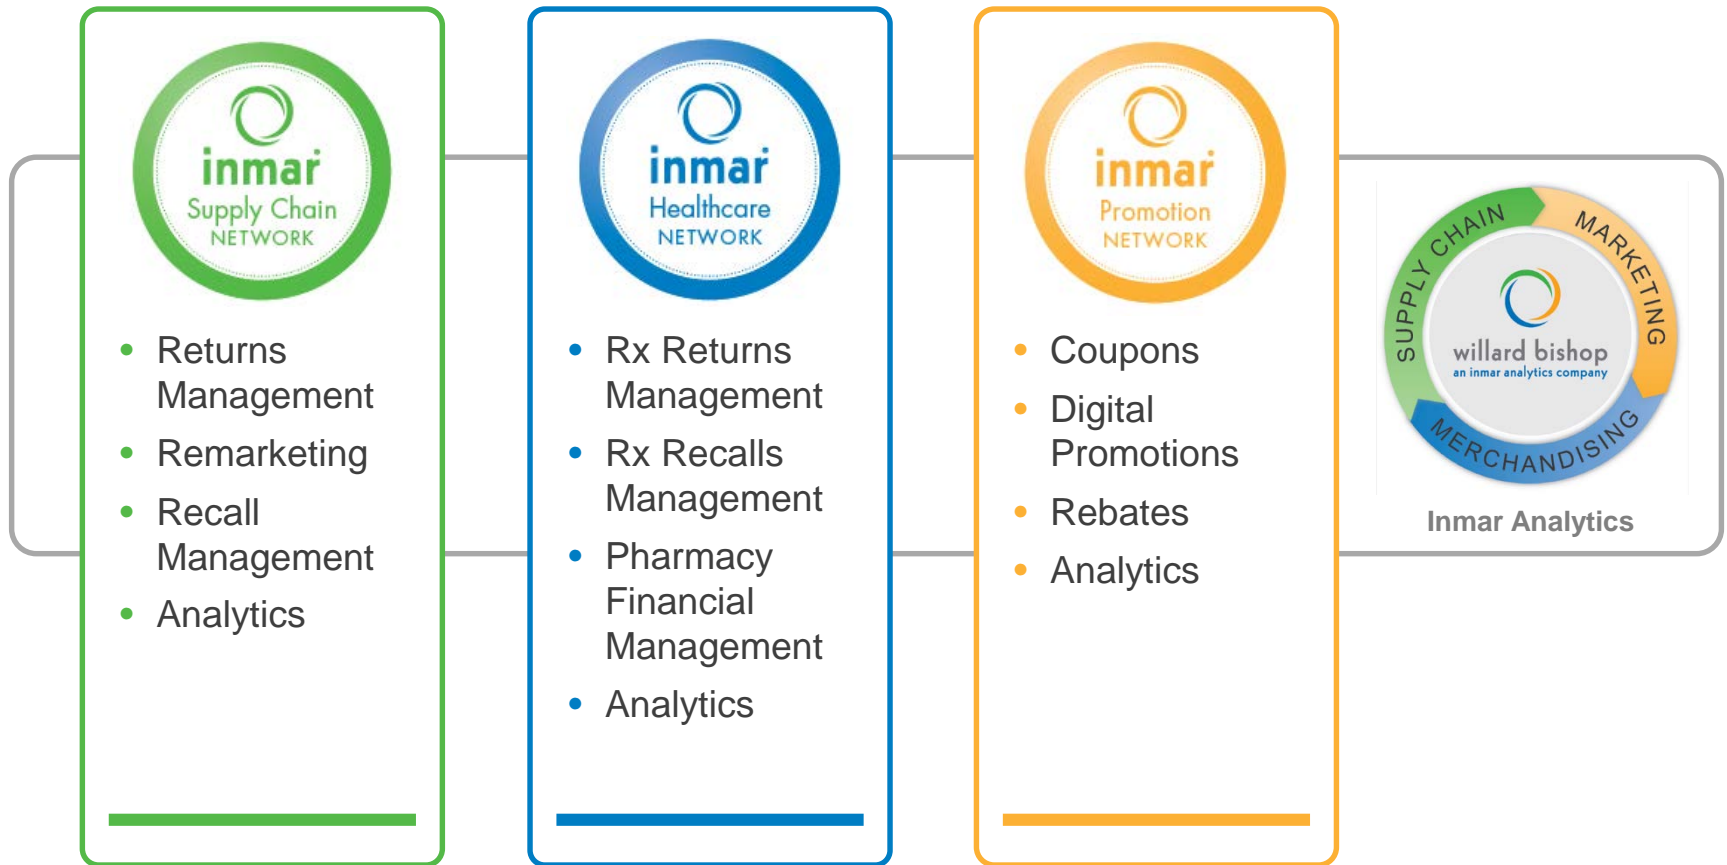 inmar
Supply Chain
NETWORK
• Returns
Management
• Remarketing
• Recall
Management
• Analytics
inmar
Healthcare
NETWORK
• Rx Returns
Management
• Rx Recalls
Management
• Pharmacy
Financial
Management
• Analytics
inmar
Promotion
NETWORK
• Coupons
• Digital
Promotions
• Rebates
• Analytics
SUPPLY CHAIN
MARKETING
MERCHANDISING
willard bishop
an inmar analytics company
Inmar Analytics